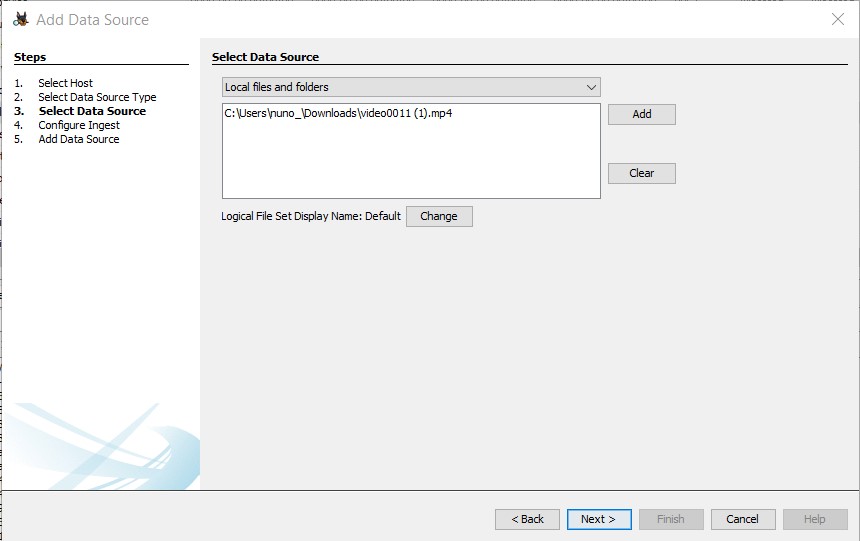 Add Data Source
Steps
1. Select Host
2. Select Data Source Type
3. Select Data Source
4. Configure Ingest
5. Add Data Source
Select Data Source
Local files and folders
C:\Users\nuno_\Downloads\video0011 (1).mp4
Add
Clear
Logical File Set Display Name: Default Change
< Back Next > Finish Cancel Help